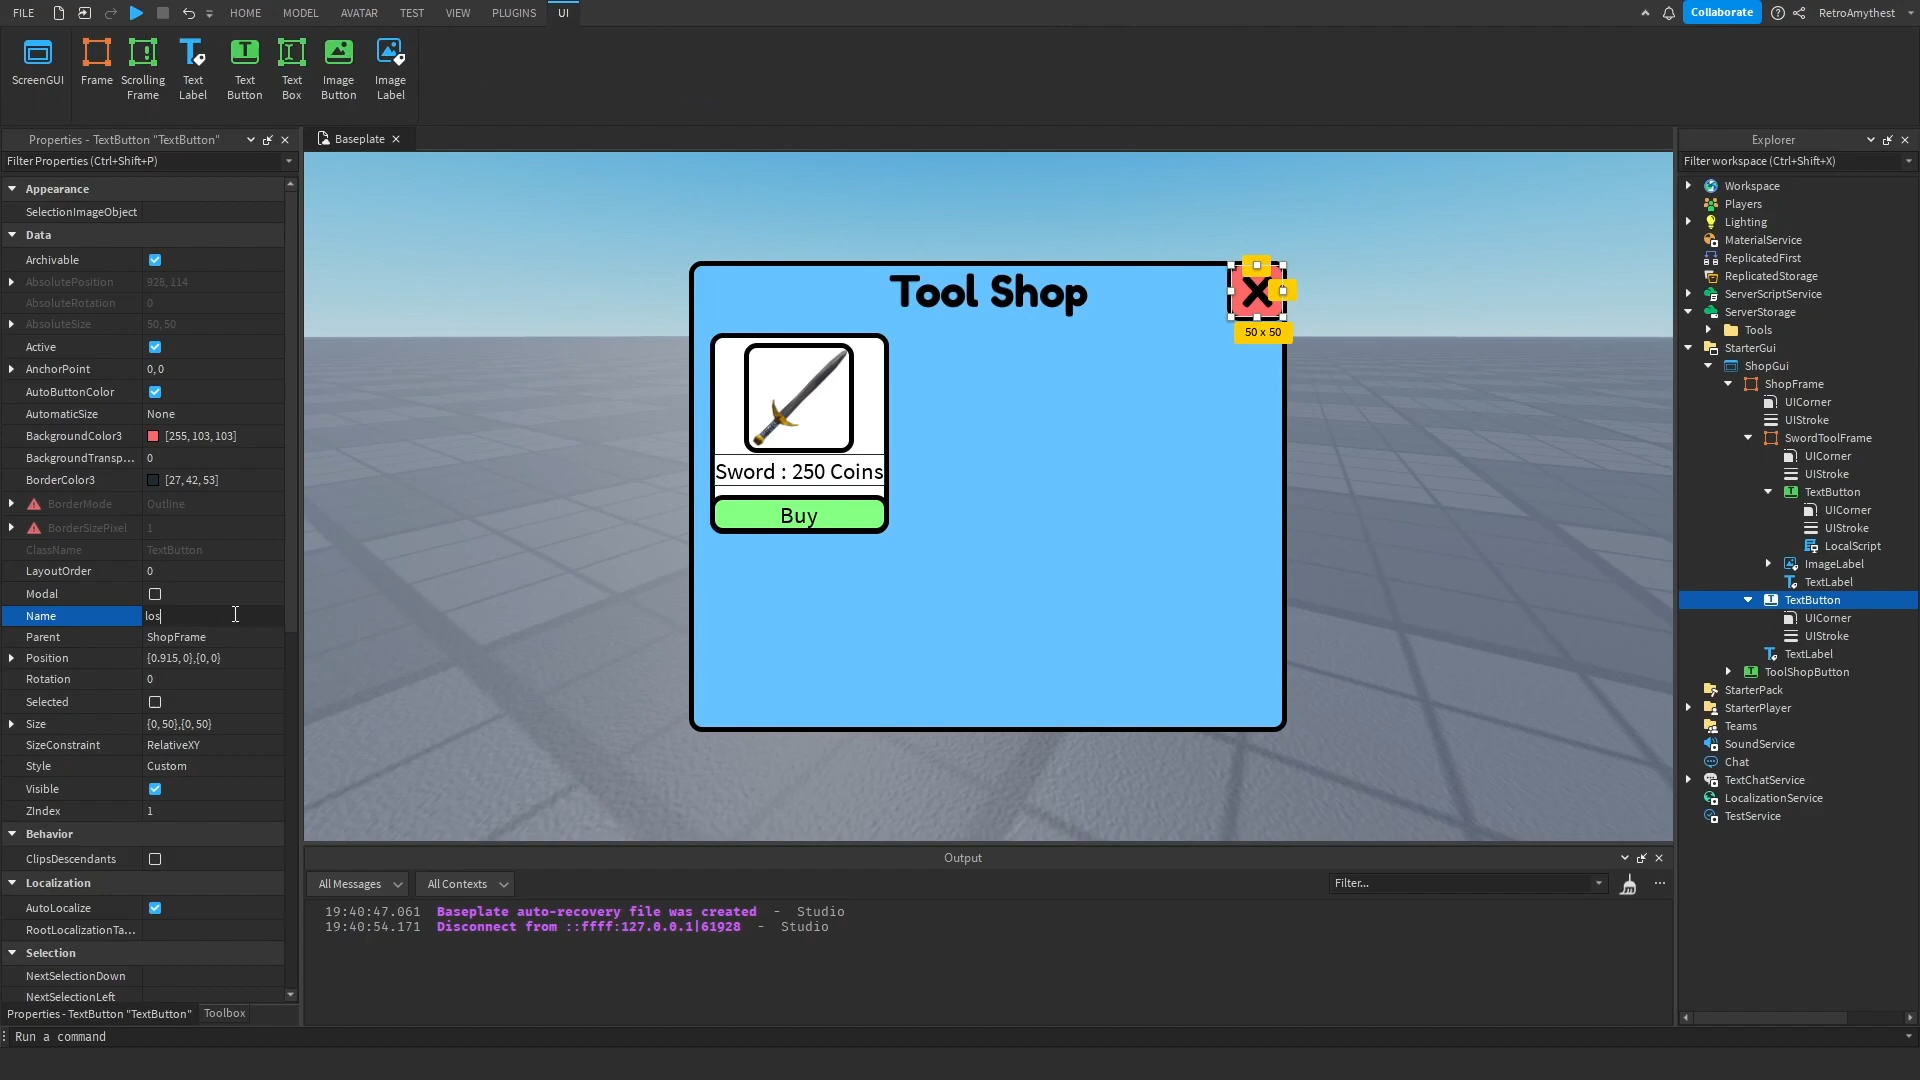 FILE HOME MODEL AVATAR TEST VIEW PLUGINS UI Collaborate RetroAmythest
ScreenGUI Frame Scrolling Frame Text Label Text Button Text Box Image Button Image Label
Properties - TextButton "TextButton"
Filter Properties (Ctrl+Shift+P)
Appearance
SelectionImageObject
Data
Archivable
AbsolutePosition 928, 114
AbsoluteRotation 0
AbsoluteSize 50, 50
Active
AnchorPoint 0, 0
AutoButtonColor
AutomaticSize None
BackgroundColor3 [255, 103, 103]
BackgroundTransp... 0
BorderColor3 [27, 42, 53]
BorderMode Outline
BorderSizePixel 1
ClassName TextButton
LayoutOrder 0
Modal
Name los
Parent ShopFrame
Position {0.915, 0},{0, 0}
Rotation 0
Selected
Size {0, 50},{0, 50}
SizeConstraint RelativeXY
Style Custom
Visible
ZIndex 1
Behavior
ClipsDescendants
Localization
AutoLocalize
RootLocalizationTa...
Selection
NextSelectionDown
NextSelectionLeft
Properties - TextButton "TextButton" Toolbox
Run a command
Baseplate
Tool Shop
X
50 x 50
Sword : 250 Coins
Buy
Output
All Messages All Contexts Filter...
19:40:47.061 Baseplate auto-recovery file was created - Studio
19:40:54.171 Disconnect from ::ffff:127.0.0.1|61928 - Studio
Explorer
Filter workspace (Ctrl+Shift+X)
Workspace
Players
Lighting
MaterialService
ReplicatedFirst
ReplicatedStorage
ServerScriptService
ServerStorage
Tools
StarterGui
ShopGui
ShopFrame
UICorner
UIStroke
SwordToolFrame
UICorner
UIStroke
TextButton
UICorner
UIStroke
LocalScript
ImageLabel
TextLabel
TextButton
UICorner
UIStroke
TextLabel
ToolShopButton
StarterPack
StarterPlayer
Teams
SoundService
Chat
TextChatService
LocalizationService
TestService